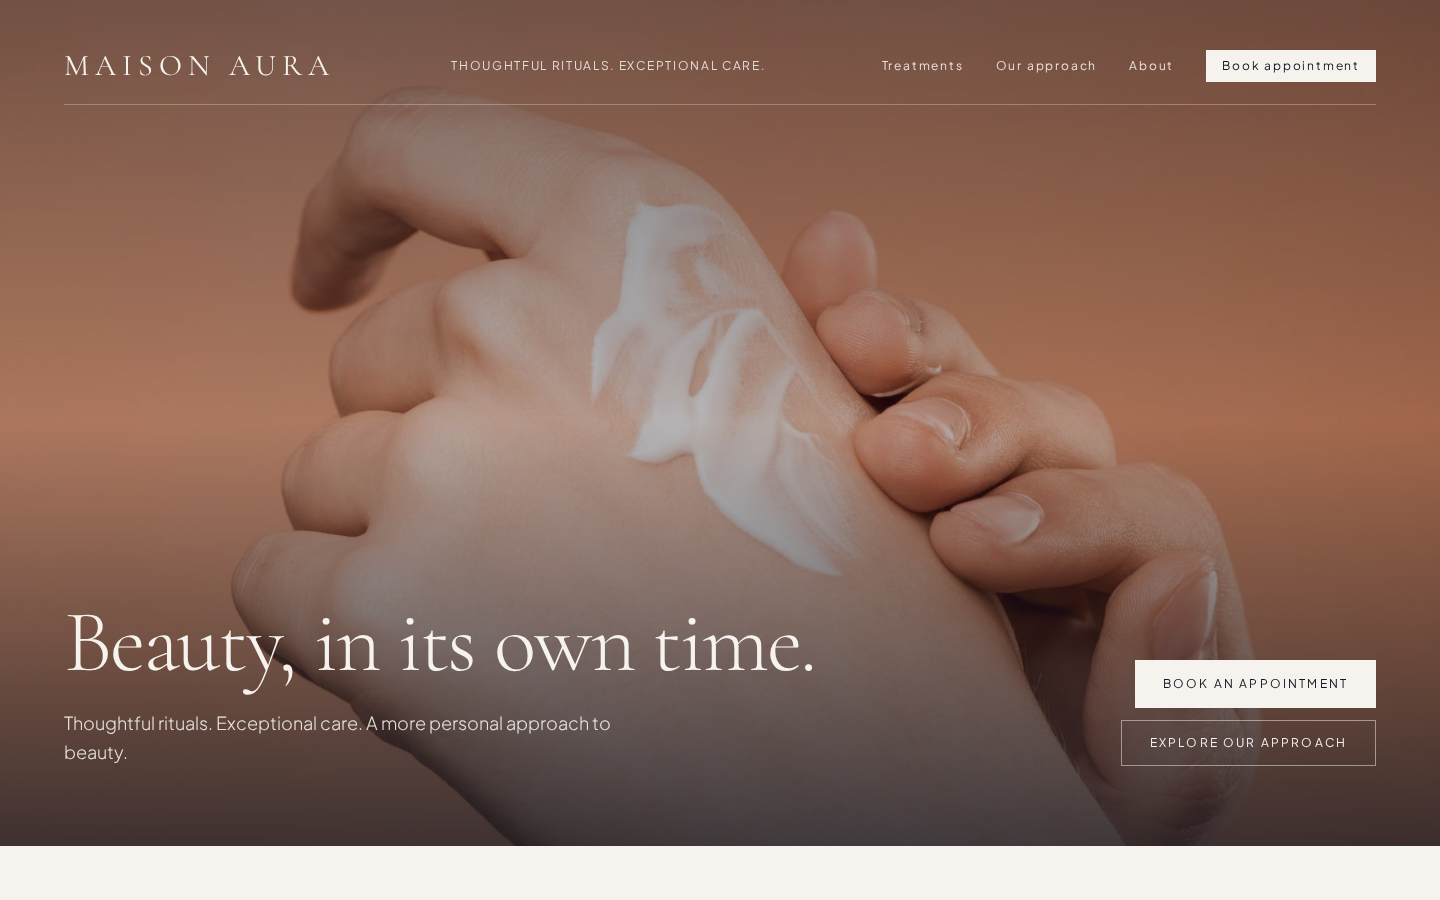 MAISON AURA
THOUGHTFUL RITUALS. EXCEPTIONAL CARE.
Treatments
Our approach
About
Book appointment
Beauty, in its own time.
Thoughtful rituals. Exceptional care. A more personal approach to
beauty.
BOOK AN APPOINTMENT
EXPLORE OUR APPROACH